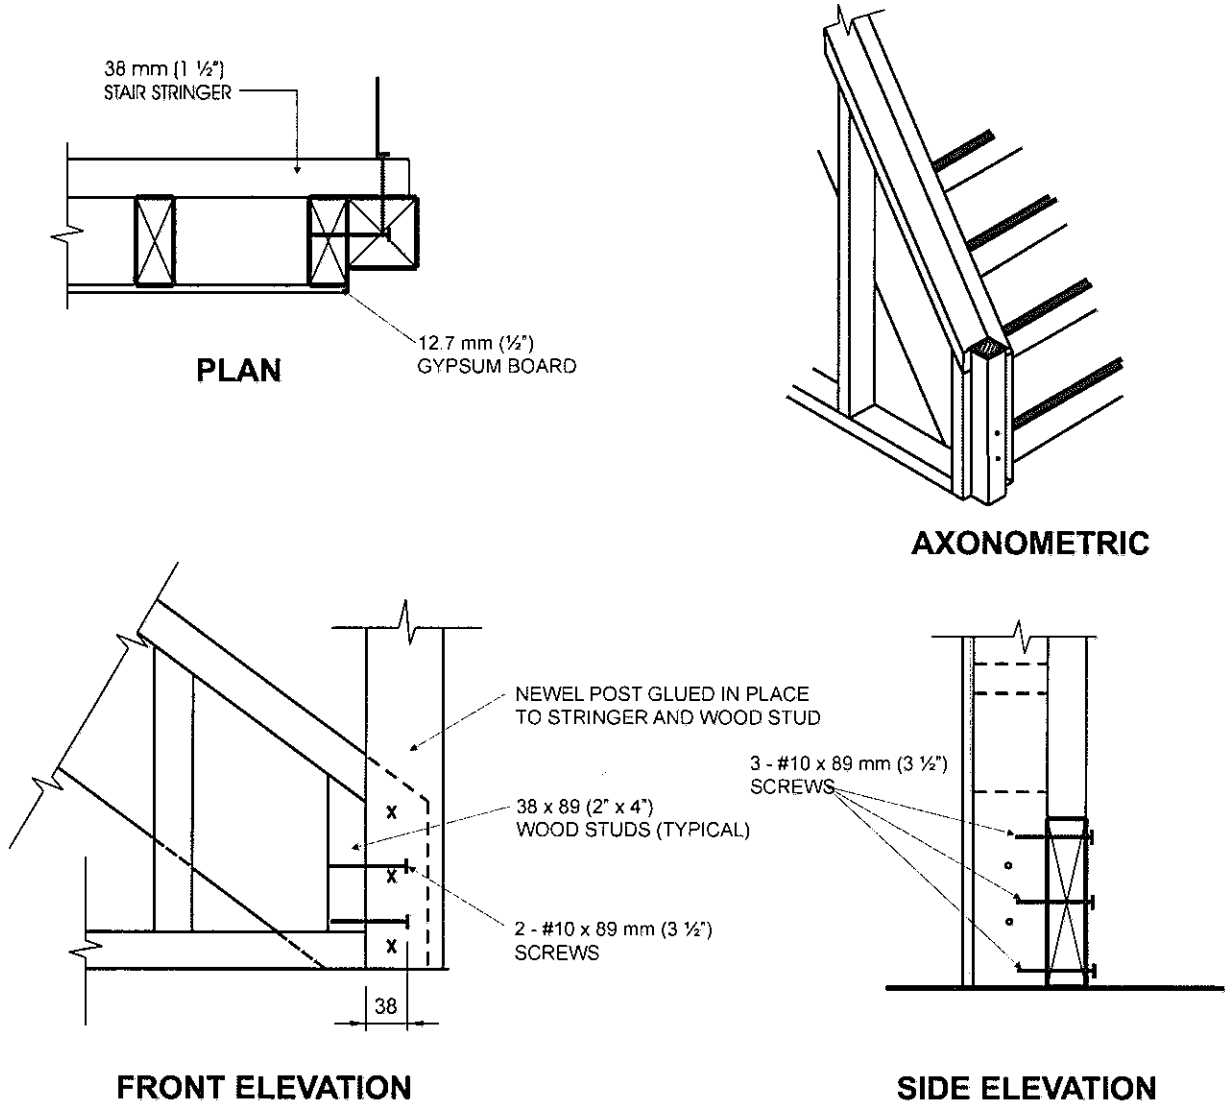 38 mm (1 ½")
STAIR STRINGER
12.7 mm (½")
GYPSUM BOARD
PLAN
AXONOMETRIC
NEWEL POST GLUED IN PLACE
TO STRINGER AND WOOD STUD
38 x 89 (2" x 4")
WOOD STUDS (TYPICAL)
2 - #10 x 89 mm (3 ½")
SCREWS
X
X
X
38
FRONT ELEVATION
3 - #10 x 89 mm (3 ½")
SCREWS
SIDE ELEVATION